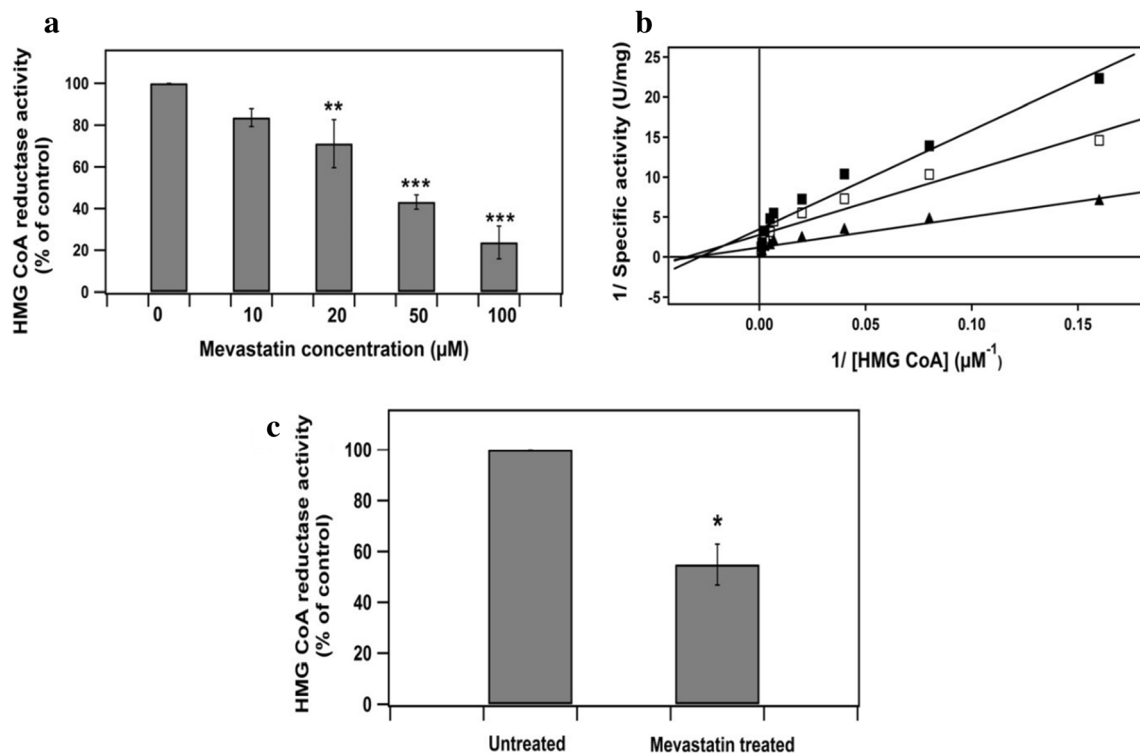 a
HMG CoA reductase activity
(% of control)
100
80
60
40
20
0
**
***
***
0 10 20 50 100
Mevastatin concentration (µM)
b
1/ Specific activity (U/mg)
25
20
15
10
5
0
-5
0.00 0.05 0.10 0.15
1/ [HMG CoA] (µM⁻¹)
c
HMG CoA reductase activity
(% of control)
100
80
60
40
20
0
*
Untreated Mevastatin treated